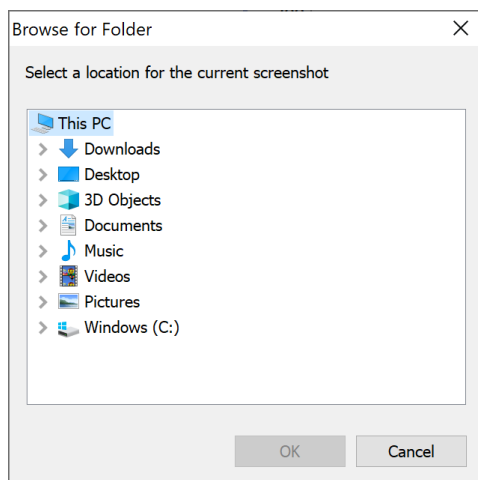 Browse for Folder
Select a location for the current screenshot
This PC
Downloads
Desktop
3D Objects
Documents
Music
Videos
Pictures
Windows (C:)
OK
Cancel